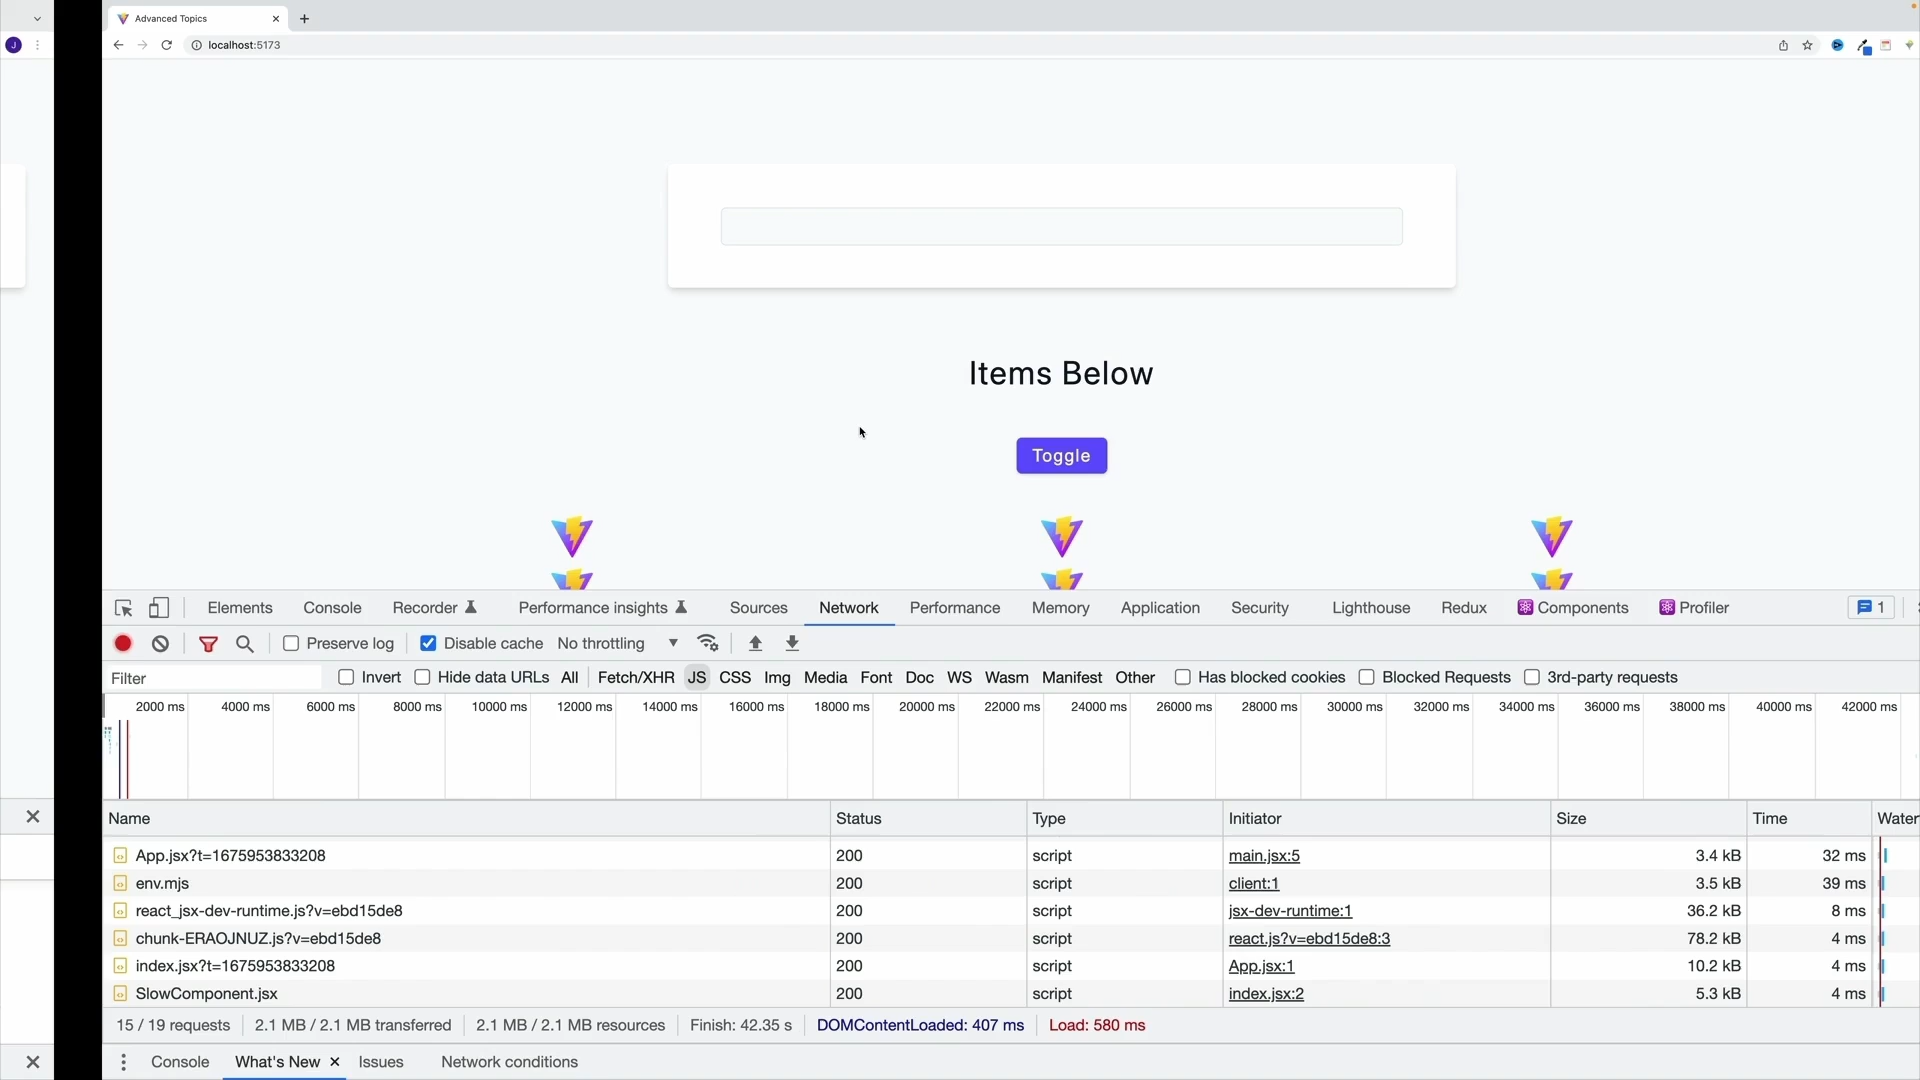 Advanced Topics
J
localhost:5173
Items Below
Toggle
Elements Console Recorder Performance insights Sources Network Performance Memory Application Security Lighthouse Redux Components Profiler 1
Preserve log Disable cache No throttling
Filter Invert Hide data URLs All Fetch/XHR JS CSS Img Media Font Doc WS Wasm Manifest Other Has blocked cookies Blocked Requests 3rd-party requests
2000 ms 4000 ms 6000 ms 8000 ms 10000 ms 12000 ms 14000 ms 16000 ms 18000 ms 20000 ms 22000 ms 24000 ms 26000 ms 28000 ms 30000 ms 32000 ms 34000 ms 36000 ms 38000 ms 40000 ms 42000 ms
Name Status Type Initiator Size Time Water
App.jsx?t=1675953833208 200 script main.jsx:5 3.4 kB 32 ms
env.mjs 200 script client:1 3.5 kB 39 ms
react_jsx-dev-runtime.js?v=ebd15de8 200 script jsx-dev-runtime:1 36.2 kB 8 ms
chunk-ERAOJNUZ.js?v=ebd15de8 200 script react.js?v=ebd15de8:3 78.2 kB 4 ms
index.jsx?t=1675953833208 200 script App.jsx:1 10.2 kB 4 ms
SlowComponent.jsx 200 script index.jsx:2 5.3 kB 4 ms
15 / 19 requests 2.1 MB / 2.1 MB transferred 2.1 MB / 2.1 MB resources Finish: 42.35 s DOMContentLoaded: 407 ms Load: 580 ms
Console What's New Issues Network conditions